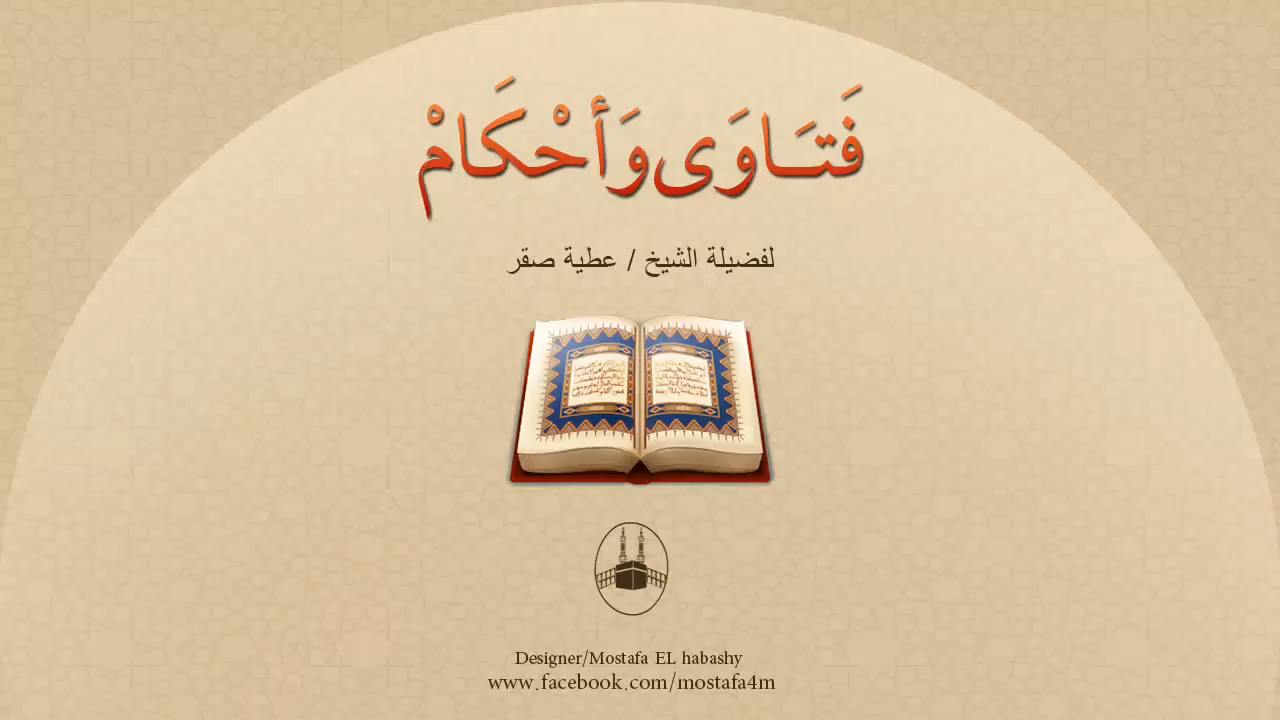 فَتَاوَى وَأَحْكَامْ
لفضيلة الشيخ / عطية صقر
Designer/Mostafa EL habashy
www.facebook.com/mostafa4m